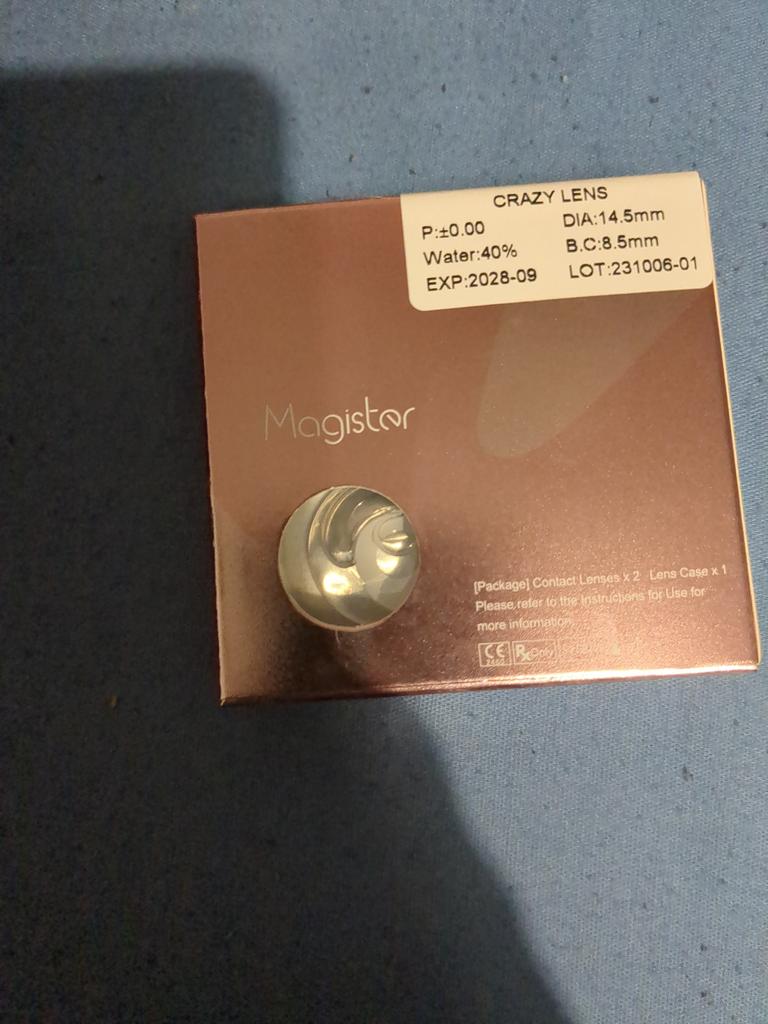 CRAZY LENS
P:±0.00 DIA:14.5mm
Water:40% B.C:8.5mm
EXP:2028-09 LOT:231006-01
Magister
[Package] Contact Lenses x 2 Lens Case x 1
Please refer to the Instructions for Use for
more information.
CE Rx Only